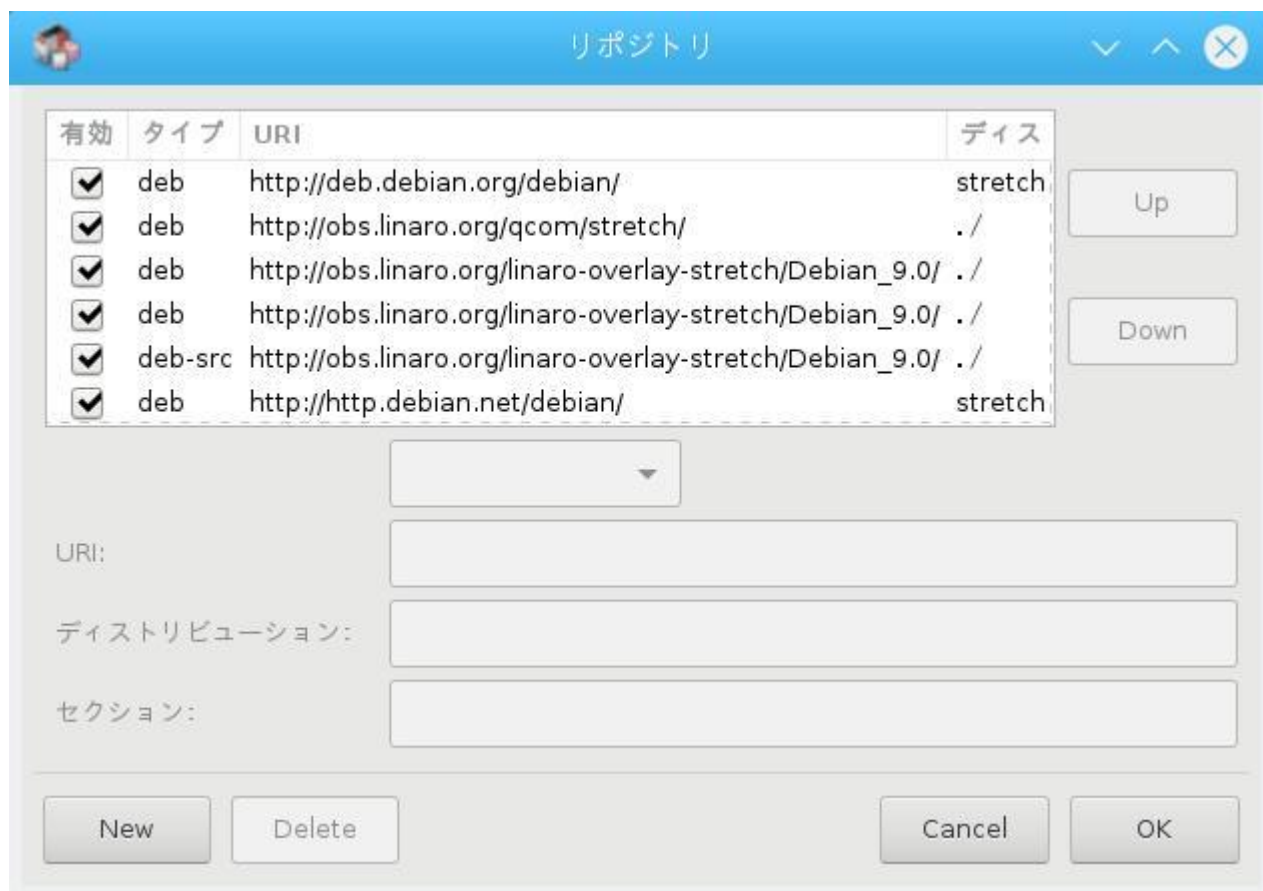 リポジトリ
有効 タイプ URI ディス
deb http://deb.debian.org/debian/ stretch
deb http://obs.linaro.org/qcom/stretch/ ./
deb http://obs.linaro.org/linaro-overlay-stretch/Debian_9.0/ ./
deb http://obs.linaro.org/linaro-overlay-stretch/Debian_9.0/ ./
deb-src http://obs.linaro.org/linaro-overlay-stretch/Debian_9.0/ ./
deb http://http.debian.net/debian/ stretch
Up
Down
URI:
ディストリビューション:
セクション:
New Delete Cancel OK